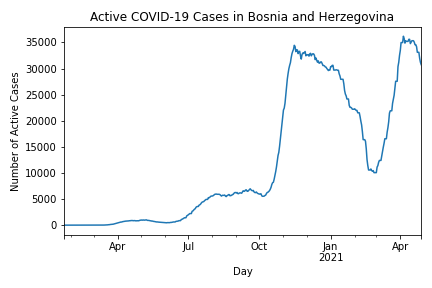 Active COVID-19 Cases in Bosnia and Herzegovina
Number of Active Cases
35000
30000
25000
20000
15000
10000
5000
0
Apr
Jul
Oct
Jan
2021
Apr
Day